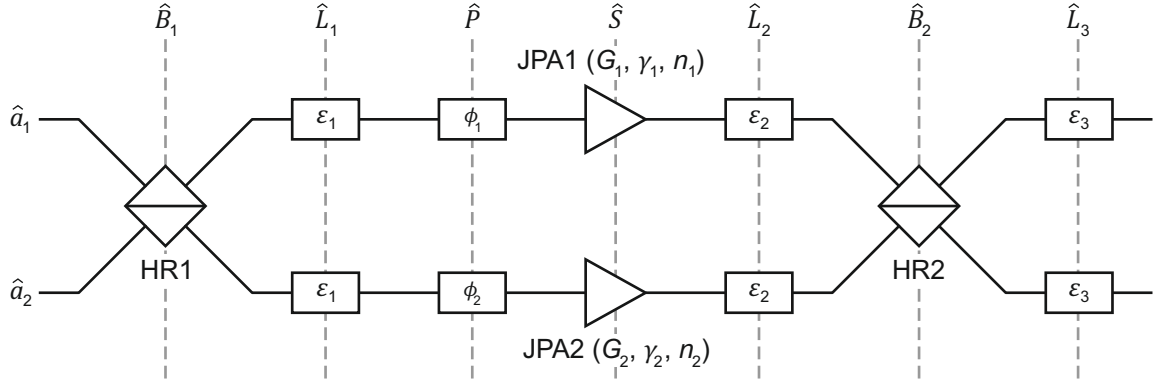 B̂₁ L̂₁ P̂ Ŝ L̂₂ B̂₂ L̂₃
JPA1 (G₁, γ₁, n₁)
â₁ ε₁ ϕ₁ ε₂ ε₃
HR1 HR2
â₂ ε₁ ϕ₂ ε₂ ε₃
JPA2 (G₂, γ₂, n₂)